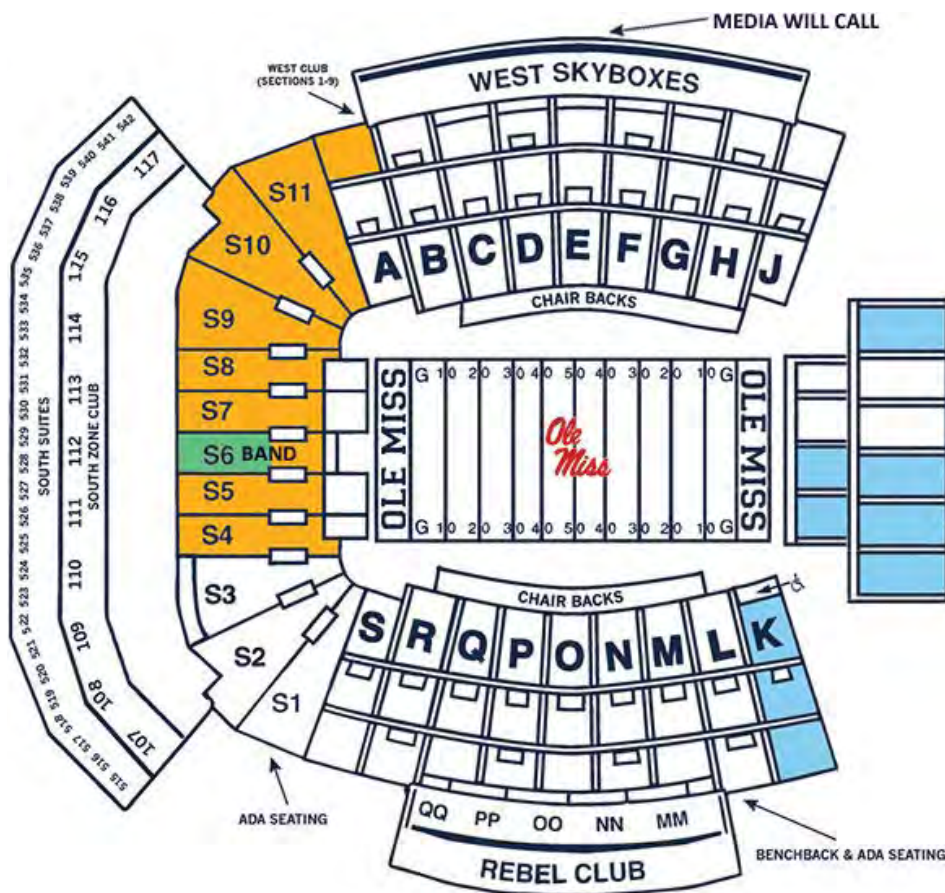 MEDIA WILL CALL
WEST CLUB
(SECTIONS 1-9)
WEST SKYBOXES
542
541
540
539
538
537
536
535
534
533
532
531
530
529
528
527
526
525
524
523
522
521
520
519
518
517
516
515
SOUTH SUITES
117
116
115
114
113
112
111
110
109
108
107
SOUTH ZONE CLUB
S11
S10
S9
S8
S7
S6 BAND
S5
S4
S3
S2
S1
A B C D E F G H J
CHAIR BACKS
OLE MISS
G 10 20 30 40 50 40 30 20 10 G
Ole
Miss
G 10 20 30 40 50 40 30 20 10 G
OLE MISS
CHAIR BACKS
S R Q P O N M L K
ADA SEATING
QQ PP OO NN MM
REBEL CLUB
BENCHBACK & ADA SEATING